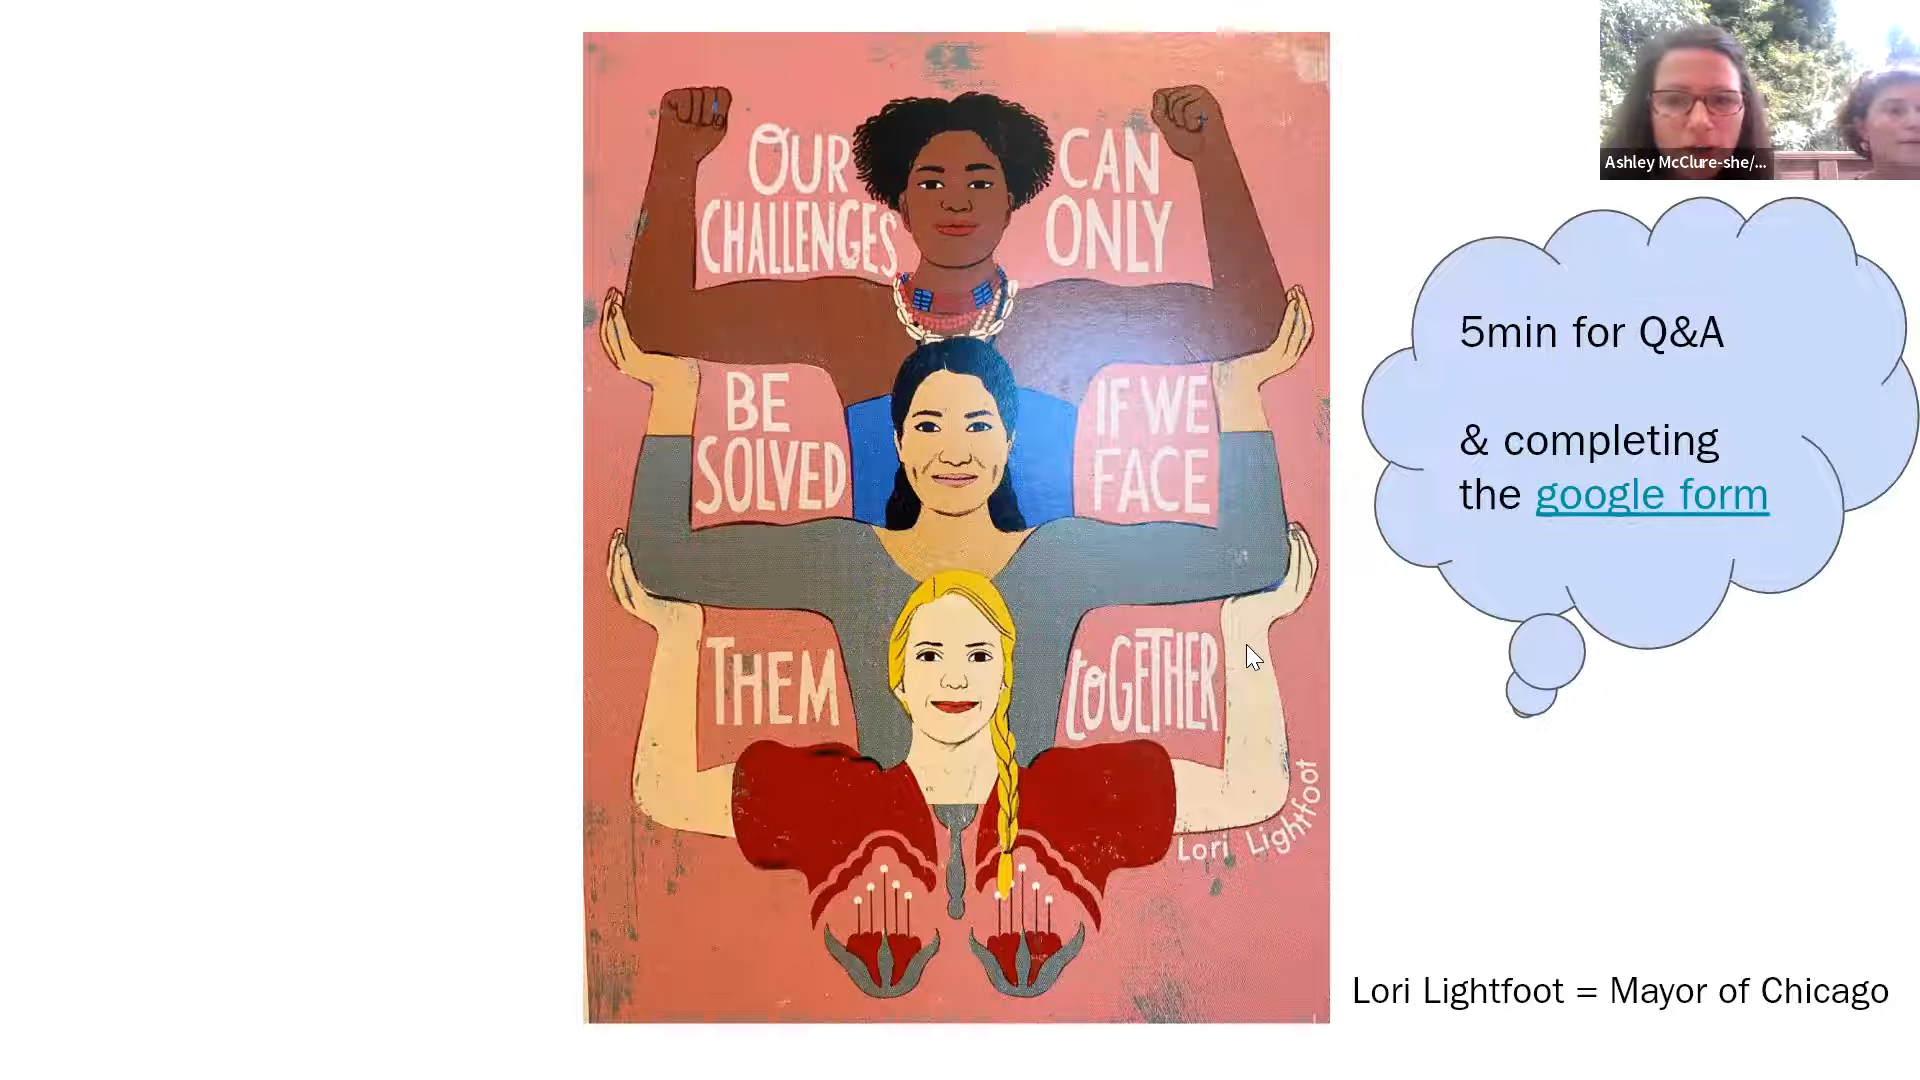 OUR CAN
CHALLENGES ONLY
BE IF WE
SOLVED FACE
THEM toGETHER
Lori Lightfoot
Ashley McClure-she/...
5min for Q&A
& completing
the google form
Lori Lightfoot = Mayor of Chicago